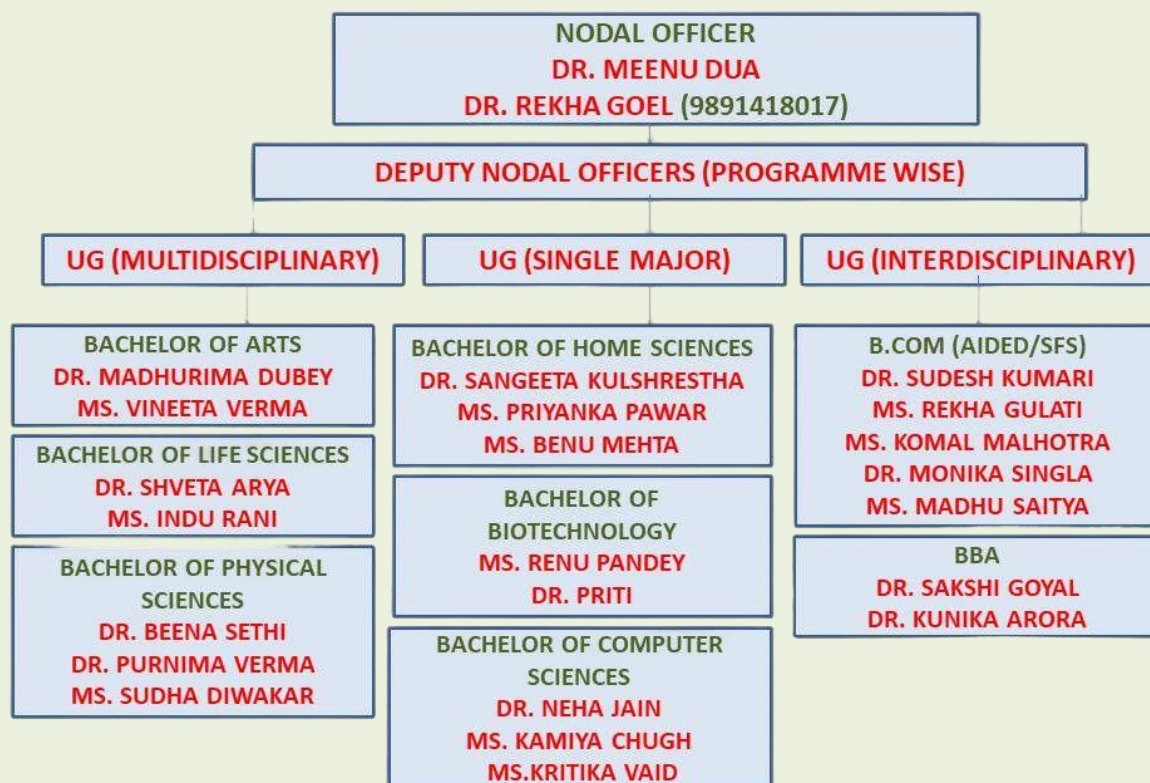 NODAL OFFICER
DR. MEENU DUA
DR. REKHA GOEL (9891418017)
DEPUTY NODAL OFFICERS (PROGRAMME WISE)
UG (MULTIDISCIPLINARY)
BACHELOR OF ARTS
DR. MADHURIMA DUBEY
MS. VINEETA VERMA
BACHELOR OF LIFE SCIENCES
DR. SHVETA ARYA
MS. INDU RANI
BACHELOR OF PHYSICAL
SCIENCES
DR. BEENA SETHI
DR. PURNIMA VERMA
MS. SUDHA DIWAKAR
UG (SINGLE MAJOR)
BACHELOR OF HOME SCIENCES
DR. SANGEETA KULSHRESTHA
MS. PRIYANKA PAWAR
MS. BENU MEHTA
BACHELOR OF
BIOTECHNOLOGY
MS. RENU PANDEY
DR. PRITI
BACHELOR OF COMPUTER
SCIENCES
DR. NEHA JAIN
MS. KAMIYA CHUGH
MS.KRITIKA VAID
UG (INTERDISCIPLINARY)
B.COM (AIDED/SFS)
DR. SUDESH KUMARI
MS. REKHA GULATI
MS. KOMAL MALHOTRA
DR. MONIKA SINGLA
MS. MADHU SAITYA
BBA
DR. SAKSHI GOYAL
DR. KUNIKA ARORA